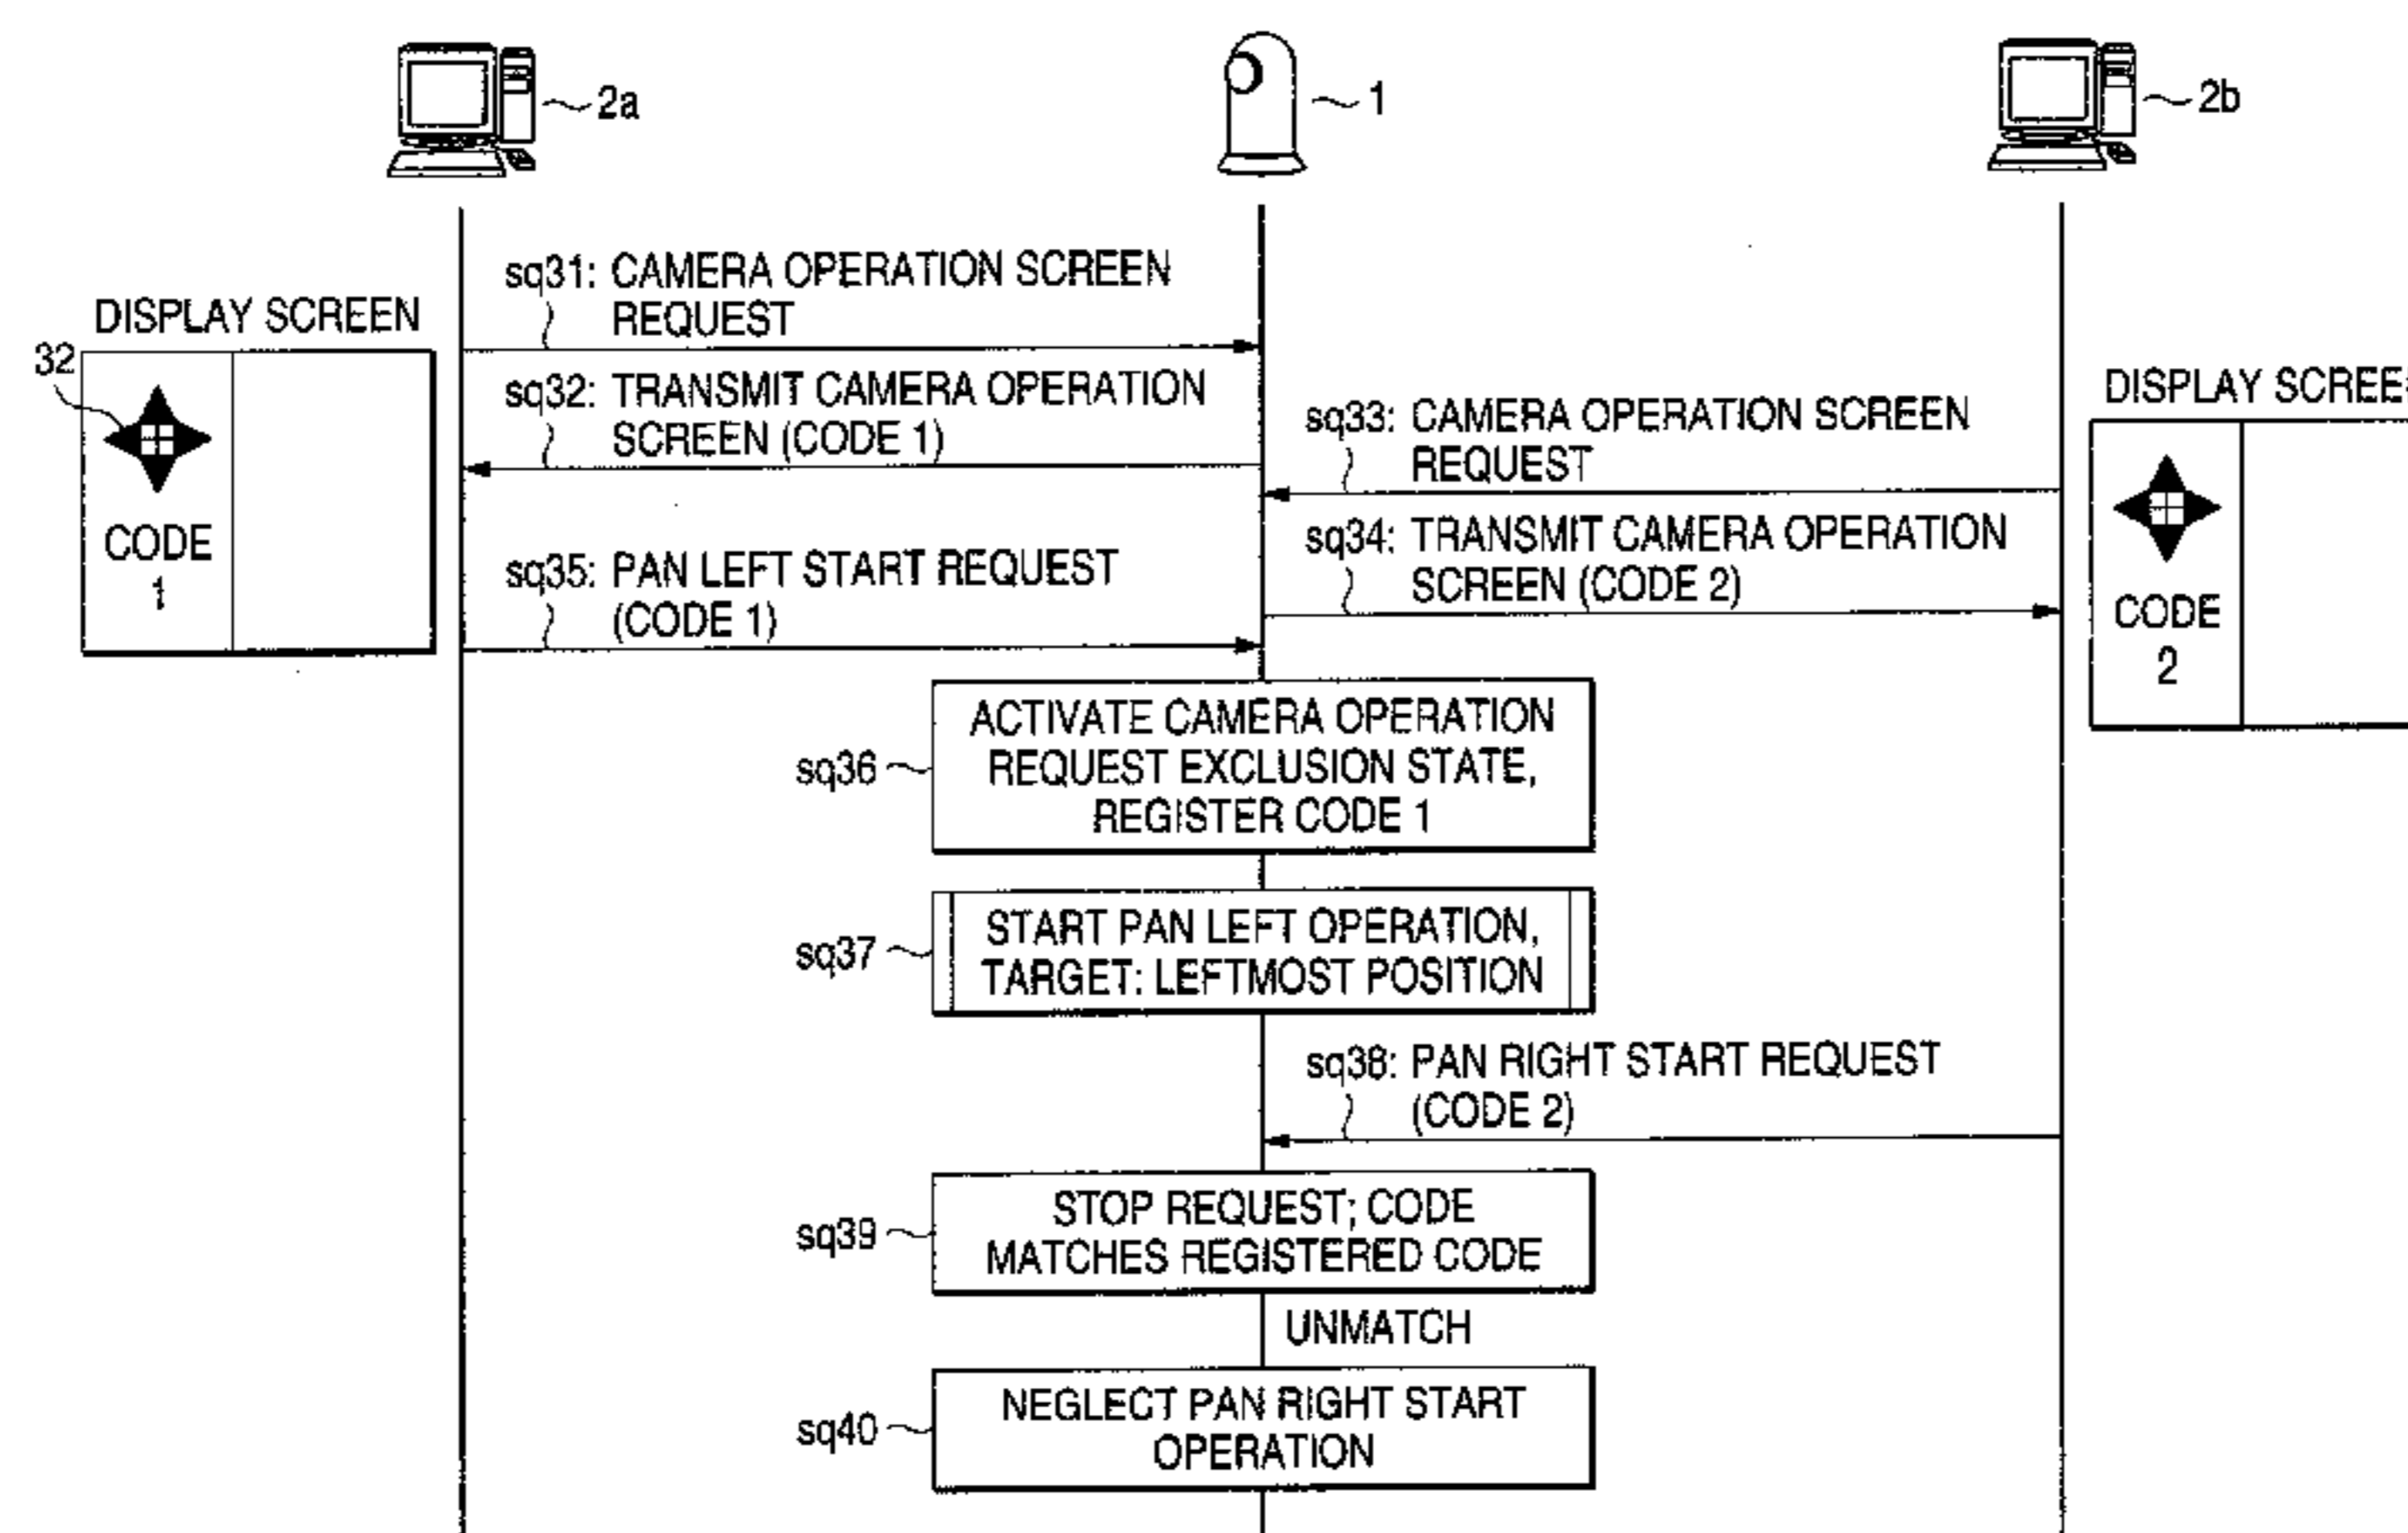 2a
1
2b
sq31: CAMERA OPERATION SCREEN
REQUEST
DISPLAY SCREEN
32
CODE
1
sq32: TRANSMIT CAMERA OPERATION
SCREEN (CODE 1)
sq33: CAMERA OPERATION SCREEN
REQUEST
DISPLAY SCREE
CODE
2
sq34: TRANSMIT CAMERA OPERATION
SCREEN (CODE 2)
sq35: PAN LEFT START REQUEST
(CODE 1)
sq36
ACTIVATE CAMERA OPERATION
REQUEST EXCLUSION STATE,
REGISTER CODE 1
sq37
START PAN LEFT OPERATION,
TARGET: LEFTMOST POSITION
sq38: PAN RIGHT START REQUEST
(CODE 2)
sq39
STOP REQUEST; CODE
MATCHES REGISTERED CODE
UNMATCH
sq40
NEGLECT PAN RIGHT START
OPERATION